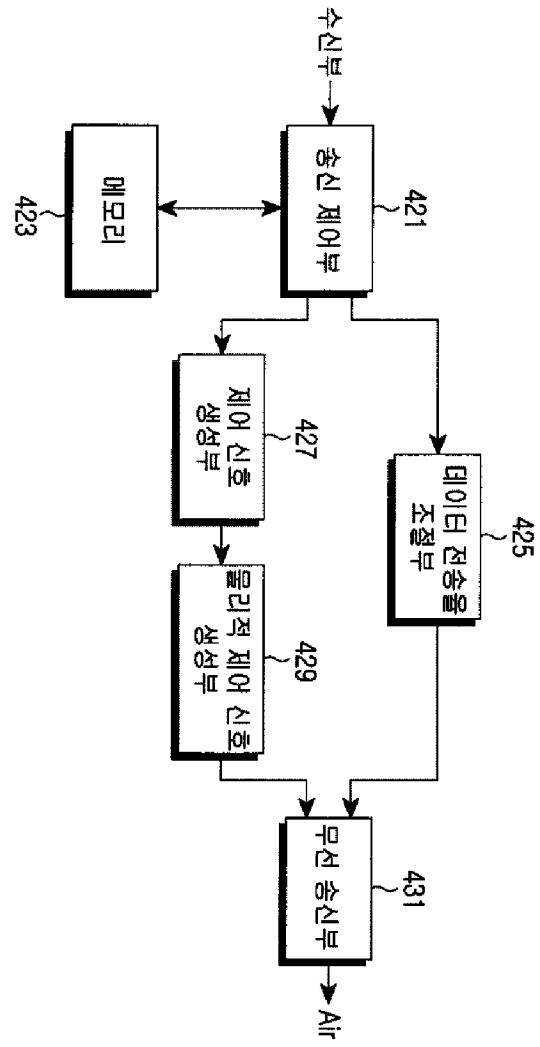 수신부
송신 제어부
421
메모리
423
데이터 전송율
조절부
425
제어 신호
생성부
427
물리적 제어 신호
생성부
429
무선 송신부
431
Air